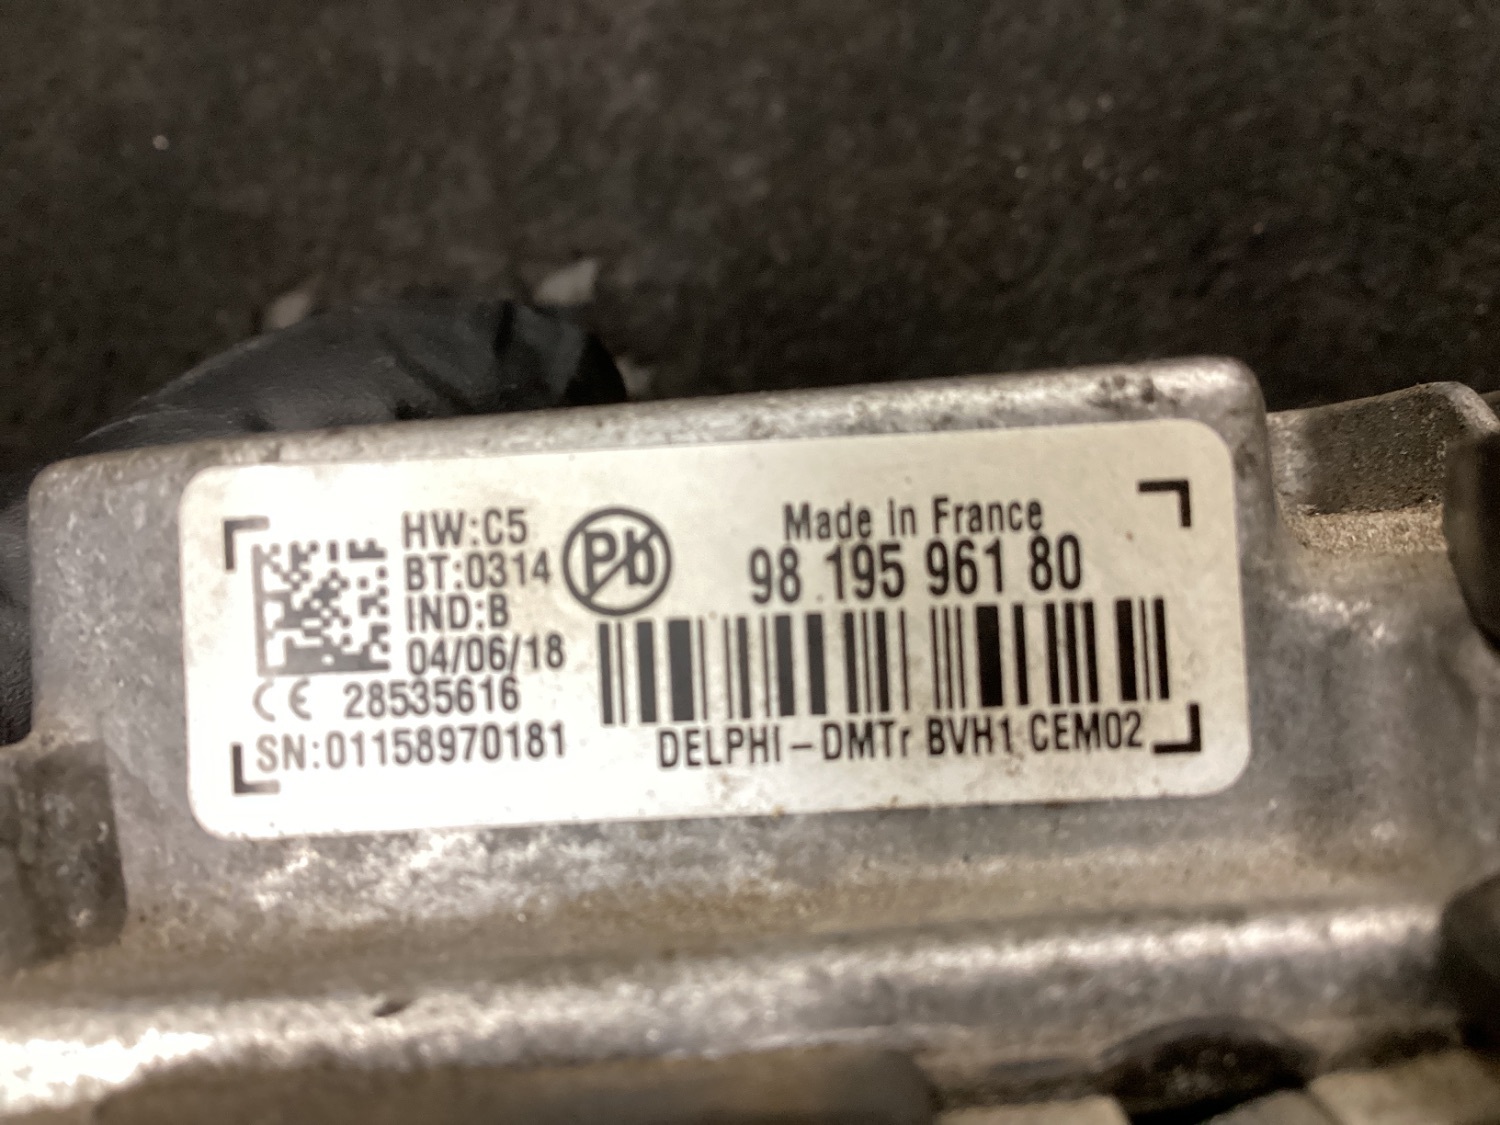 HW:C5
BT:0314
IND:B
04/06/18
CE 28535616
SN:01158970181
Pb
Made in France
98 195 961 80
DELPHI - DMTr BVH1 CEM02